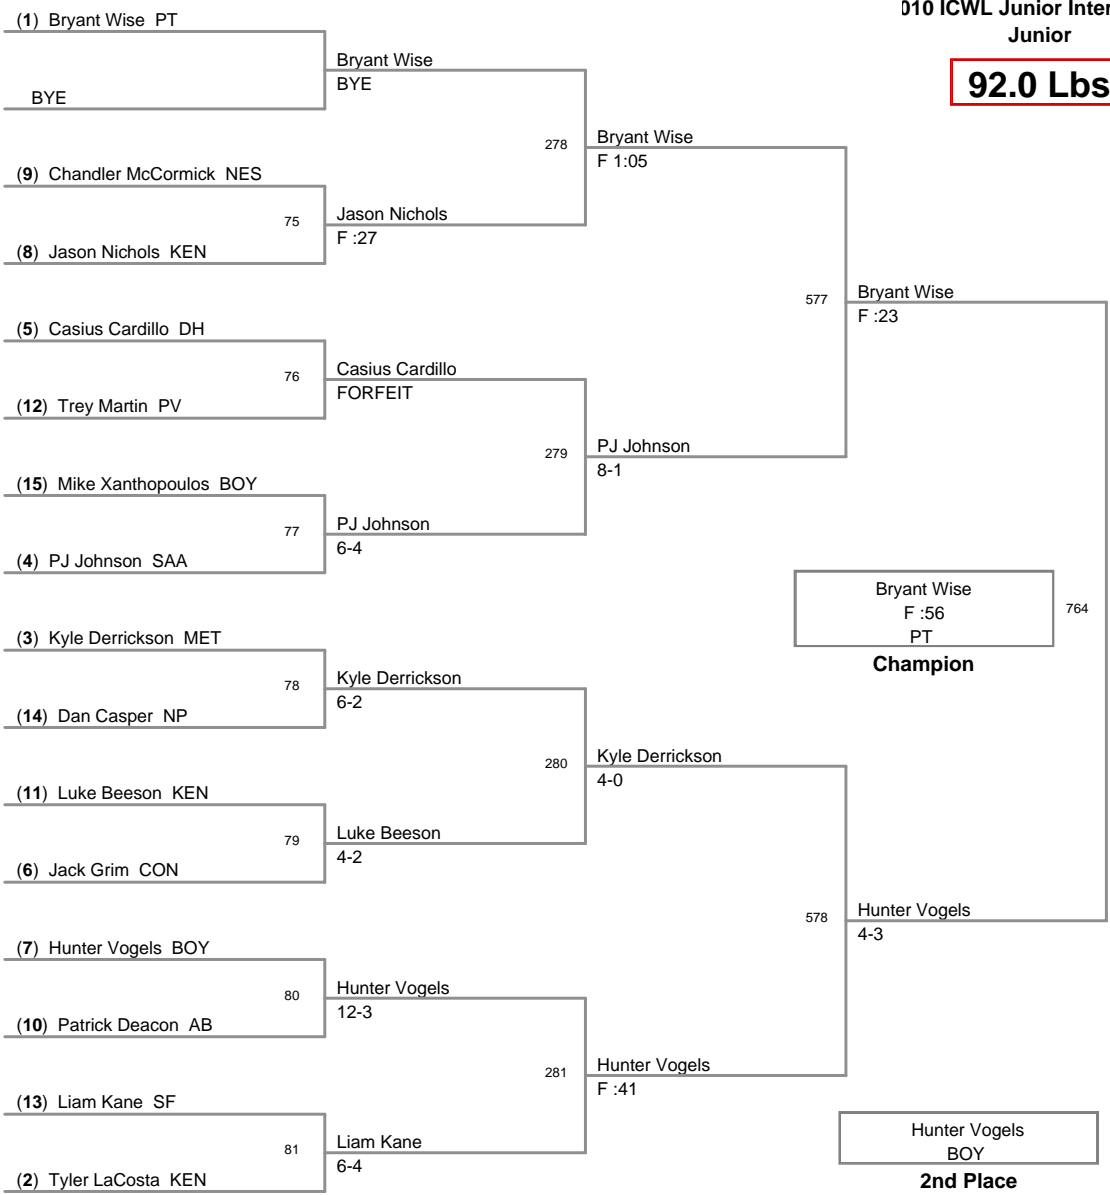 010 ICWL Junior Inter
Junior
92.0 Lbs
(1) Bryant Wise PT
BYE
Bryant Wise
BYE
278
Bryant Wise
F 1:05
(9) Chandler McCormick NES
75
(8) Jason Nichols KEN
Jason Nichols
F :27
577
Bryant Wise
F :23
(5) Casius Cardillo DH
76
(12) Trey Martin PV
Casius Cardillo
FORFEIT
279
PJ Johnson
8-1
(15) Mike Xanthopoulos BOY
77
(4) PJ Johnson SAA
PJ Johnson
6-4
Bryant Wise
F :56
PT
764
Champion
(3) Kyle Derrickson MET
78
(14) Dan Casper NP
Kyle Derrickson
6-2
280
Kyle Derrickson
4-0
(11) Luke Beeson KEN
79
(6) Jack Grim CON
Luke Beeson
4-2
578
Hunter Vogels
4-3
(7) Hunter Vogels BOY
80
(10) Patrick Deacon AB
Hunter Vogels
12-3
281
Hunter Vogels
F :41
(13) Liam Kane SF
81
(2) Tyler LaCosta KEN
Liam Kane
6-4
Hunter Vogels
BOY
2nd Place